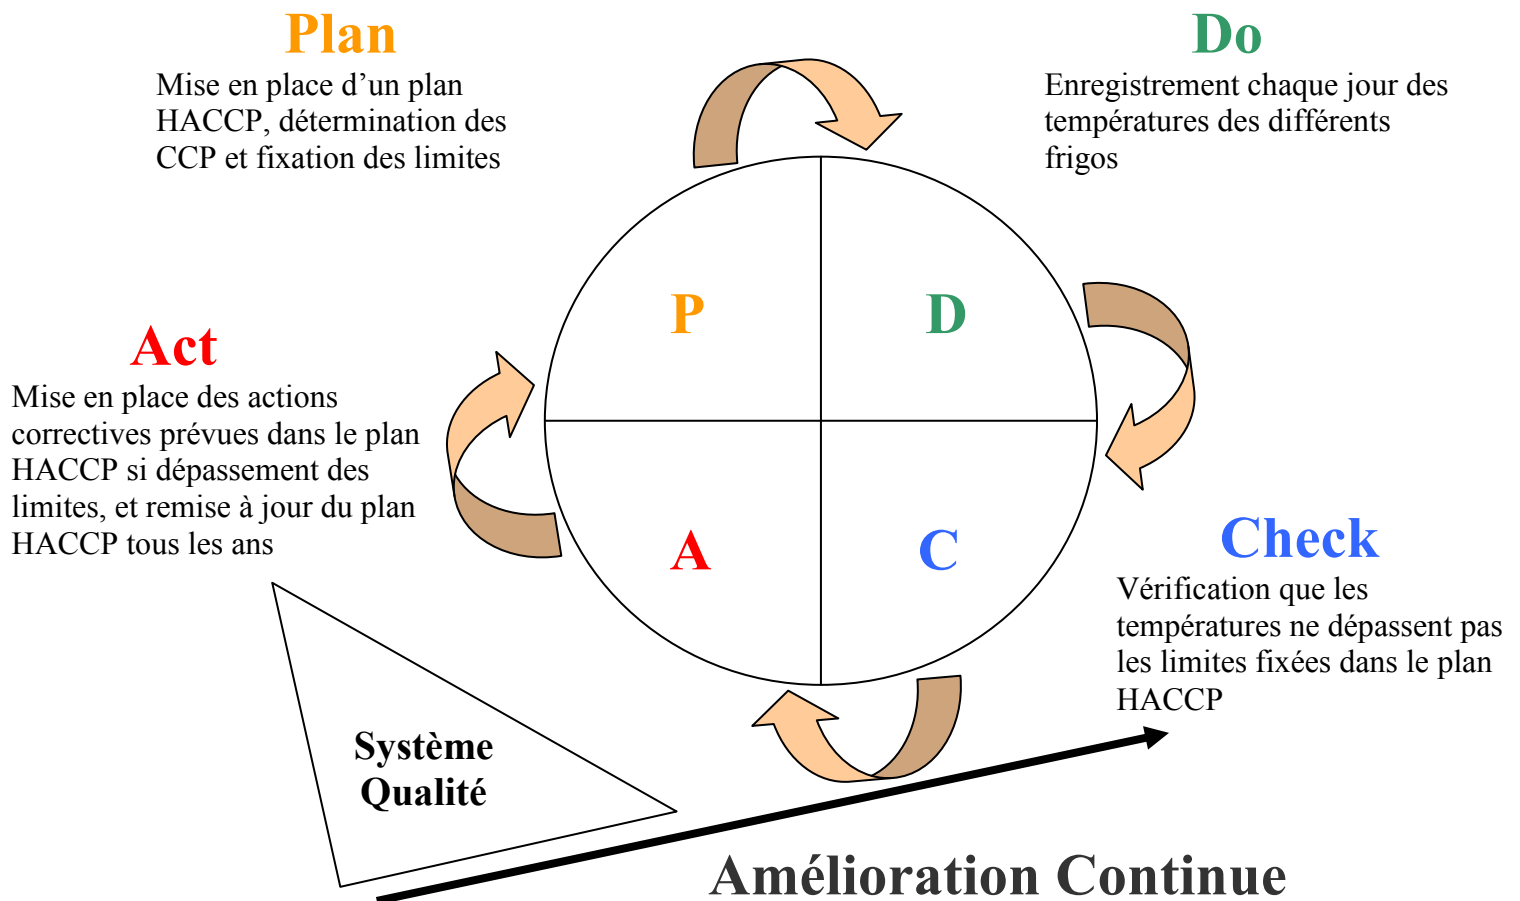 Plan
Mise en place d’un plan
HACCP, détermination des
CCP et fixation des limites
Do
Enregistrement chaque jour des
températures des différents
frigos
P
D
Act
Mise en place des actions
correctives prévues dans le plan
HACCP si dépassement des
limites, et remise à jour du plan
HACCP tous les ans
A
C
Check
Vérification que les
températures ne dépassent pas
les limites fixées dans le plan
HACCP
Système
Qualité
Amélioration Continue